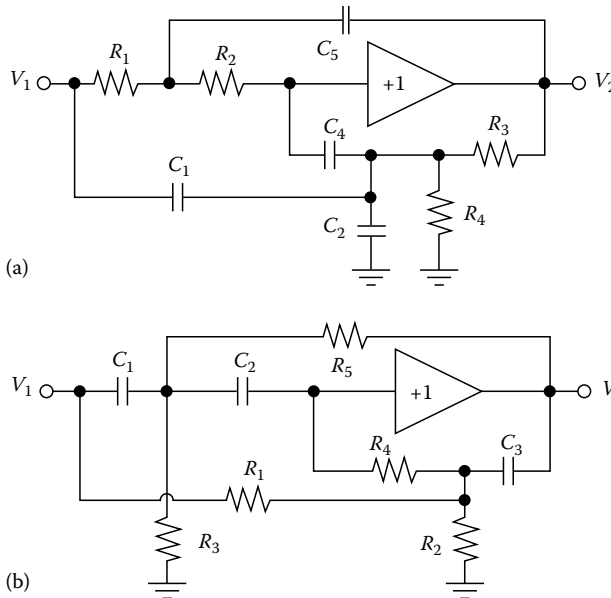 C₅
R₁
R₂
V₁
+1
V₂
C₄
R₃
C₁
C₂
R₄
(a)
C₁
C₂
R₅
V₁
+1
V
R₄
C₃
R₁
R₃
R₂
(b)